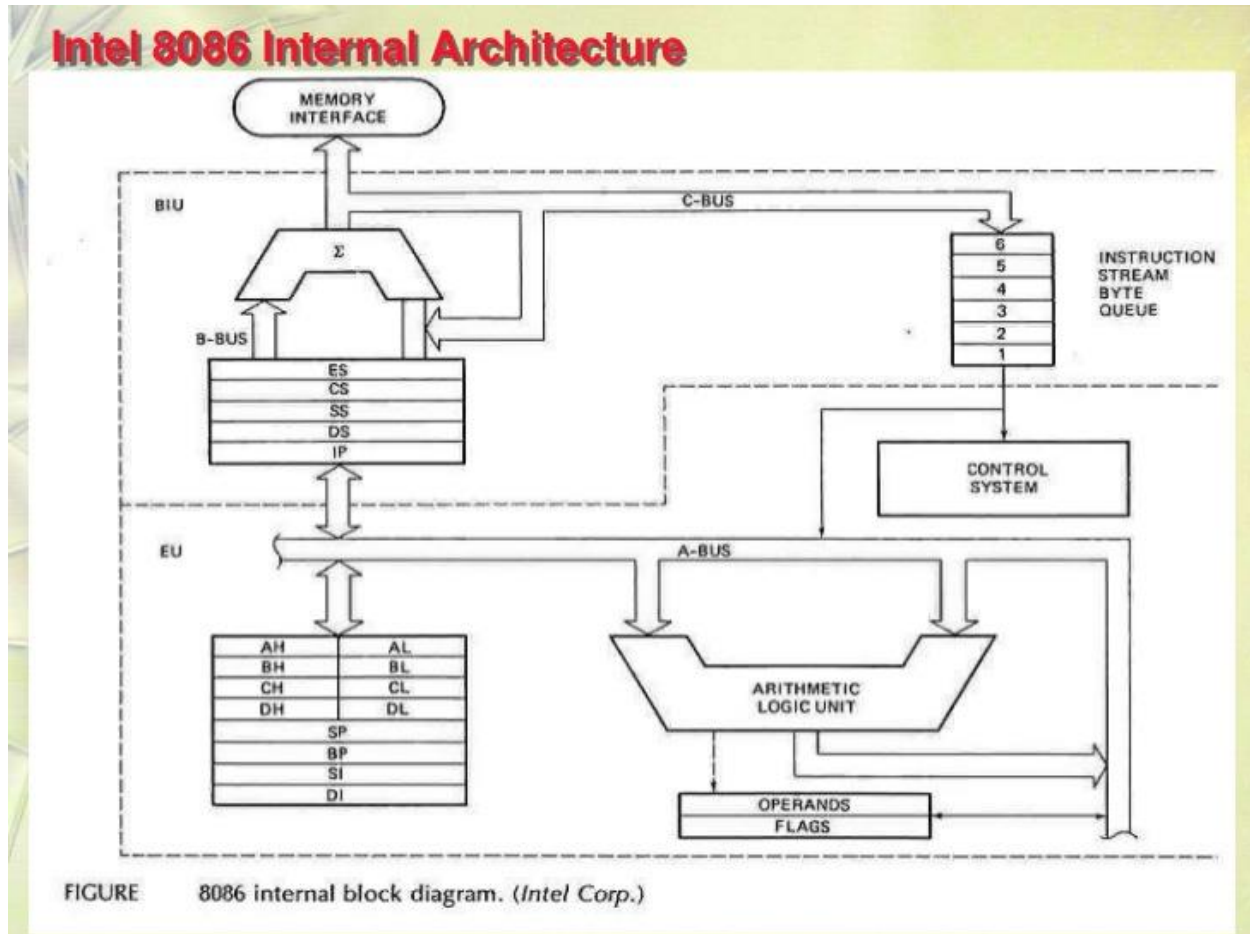 Intel 8086 Internal Architecture
MEMORY
INTERFACE
BIU
C-BUS
Σ
6
5
4
3
2
1
INSTRUCTION
STREAM
BYTE
QUEUE
B-BUS
ES
CS
SS
DS
IP
CONTROL
SYSTEM
EU
A-BUS
AH AL
BH BL
CH CL
DH DL
SP
BP
SI
DI
ARITHMETIC
LOGIC UNIT
OPERANDS
FLAGS
FIGURE 8086 internal block diagram. (Intel Corp.)